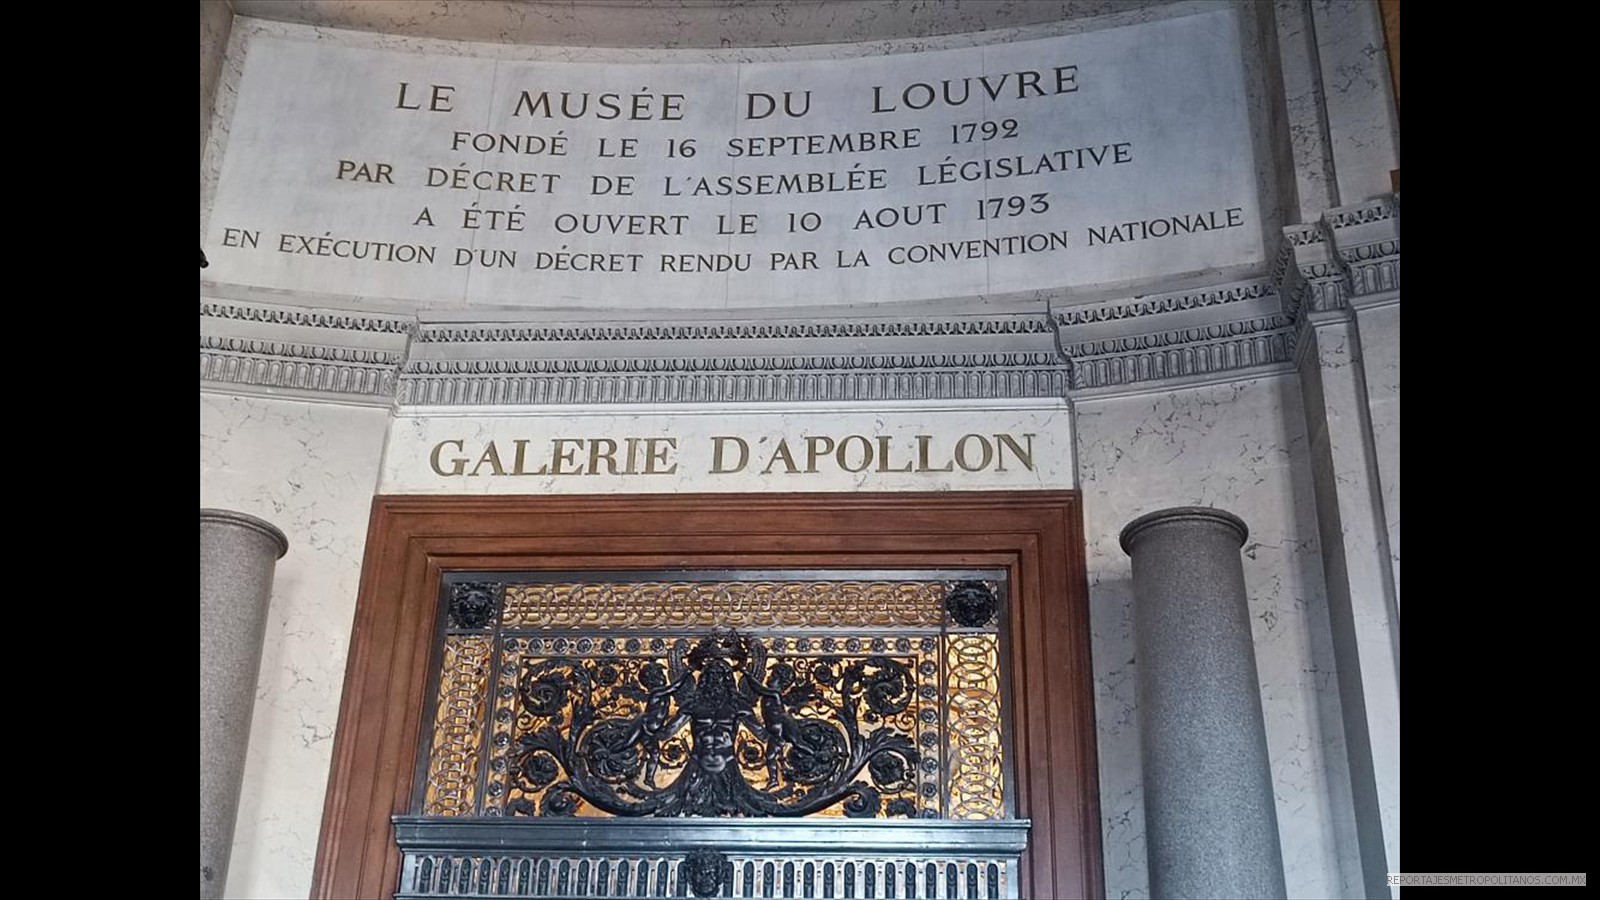 LE MUSÉE DU LOUVRE
FONDÉ LE 16 SEPTEMBRE 1792
PAR DÉCRET DE L'ASSEMBLÉE LÉGISLATIVE
A ÉTÉ OUVERT LE 10 AOUT 1793
EN EXÉCUTION D'UN DÉCRET RENDU PAR LA CONVENTION NATIONALE
GALERIE D'APOLLON
REPORTAJESMETROPOLITANOS.COM.MX